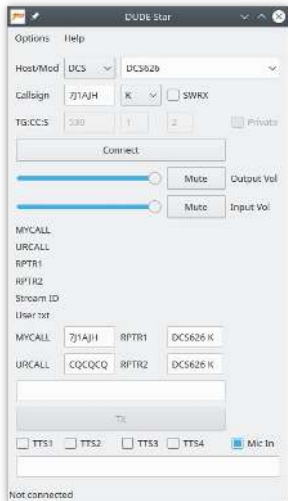 DUDE Star
Options Help
Host/Mod DCS DCS626
Callsign 7J1AJH K SWRX
TG:CC:S 530 1 2 Private
Connect
Mute Output Vol
Mute Input Vol
MYCALL
URCALL
RPTR1
RPTR2
Stream ID
User txt
MYCALL 7J1AJH RPTR1 DCS626 K
URCALL CQCQCQ RPTR2 DCS626 K
TX
TTS1 TTS2 TTS3 TTS4 Mic In
Not connected